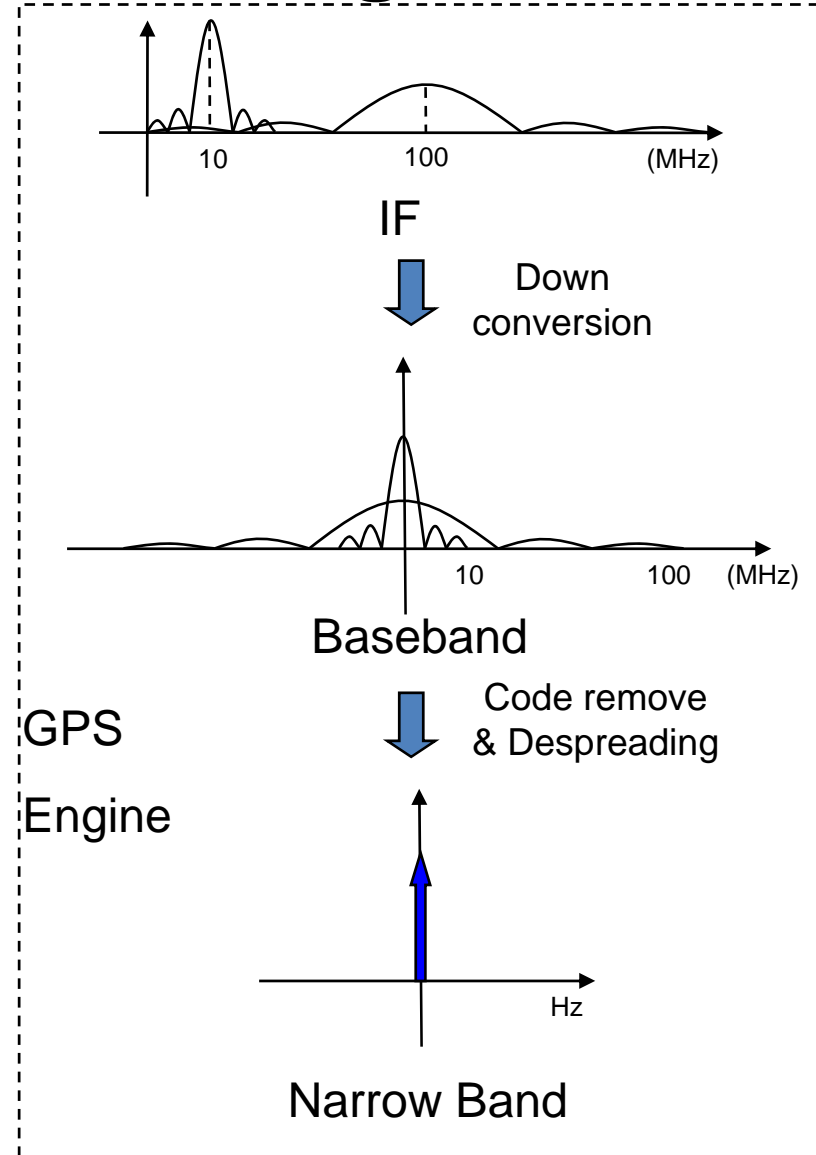 10
100
(MHz)
IF
Down
conversion
10
100
(MHz)
Baseband
Code remove
& Despreading
GPS
Engine
Hz
Narrow Band